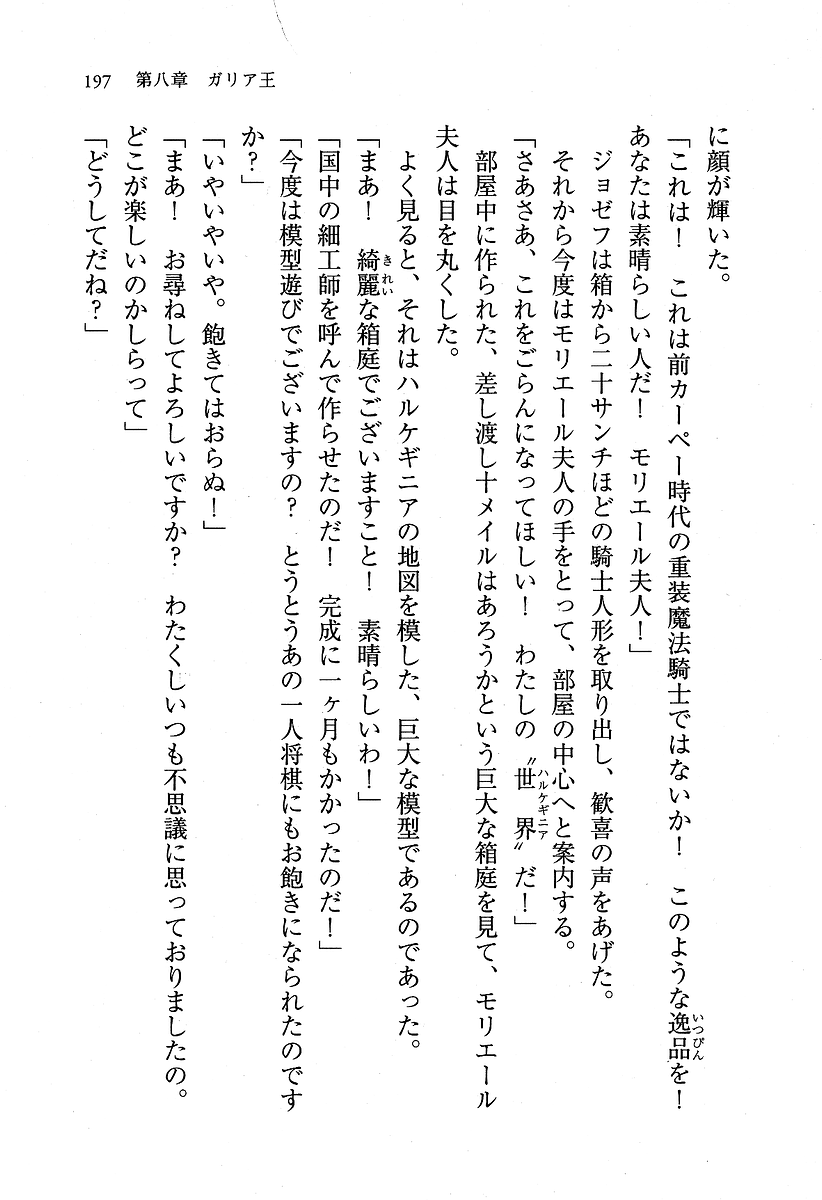 197　第八章　ガリア王
に顔が輝いた。
「これは！　これは前カーペー時代の重装魔法騎士ではないか！　このような逸品を！
あなたは素晴らしい人だ！　モリエール夫人！」
ジョゼフは箱から二十サンチほどの騎士人形を取り出し、歓喜の声をあげた。
それから今度はモリエール夫人の手をとって、部屋の中心へと案内する。
「さあさあ、これをごらんになってほしい！　わたしの〝世界〟だ！」
部屋中に作られた、差し渡し十メイルはあろうかという巨大な箱庭を見て、モリエール
夫人は目を丸くした。
よく見ると、それはハルケギニアの地図を模した、巨大な模型であるのであった。
「まあ！　綺麗な箱庭でございますこと！　素晴らしいわ！」
「国中の細工師を呼んで作らせたのだ！　完成に一ヶ月もかかったのだ！」
「今度は模型遊びでございますの？　とうとうあの一人将棋にもお飽きになられたのです
か？」
「いやいやいや。飽きてはおらぬ！」
「まあ！　お尋ねしてよろしいですか？　わたくしいつも不思議に思っておりましたの。
どこが楽しいのかしらって」
「どうしてだね？」